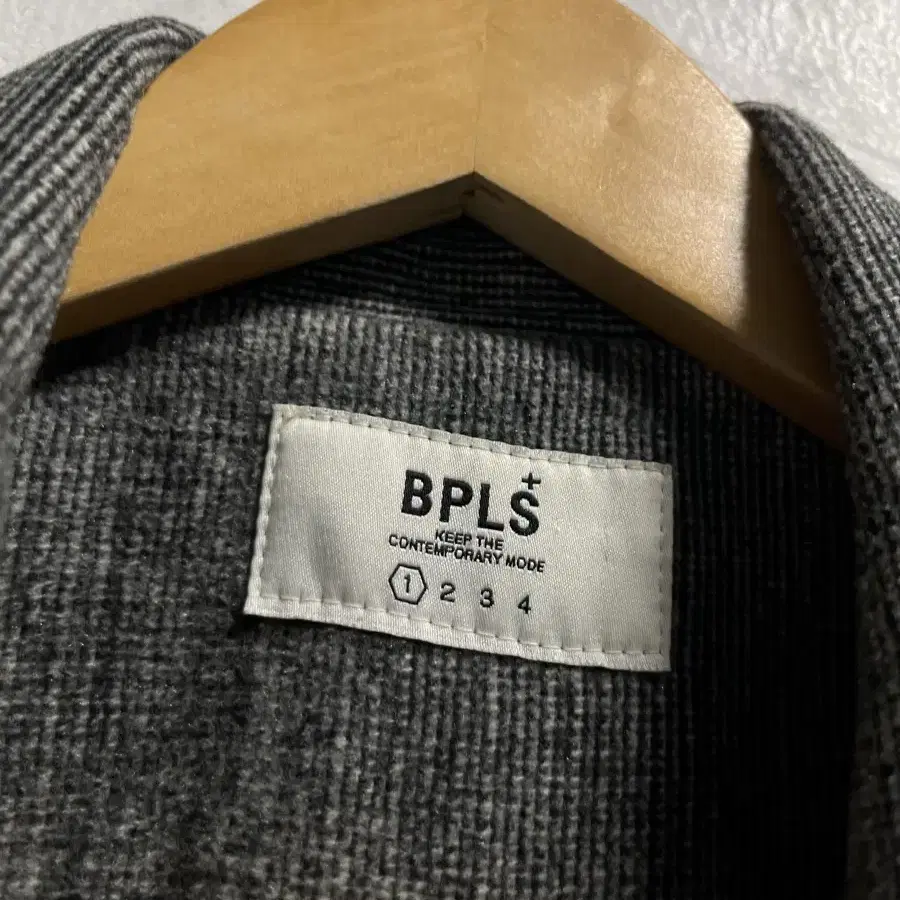 BPLS+
KEEP THE
CONTEMPORARY MODE
1 2 3 4